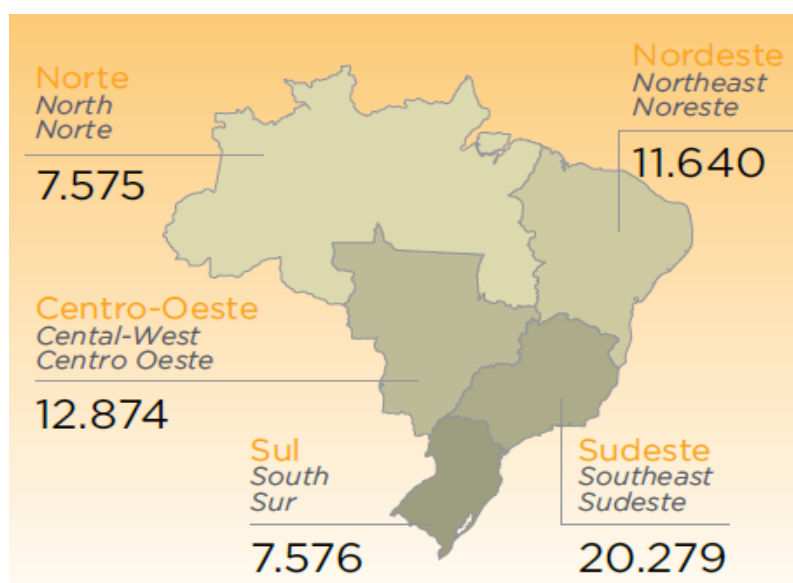 Norte
North
Norte
7.575
Nordeste
Northeast
Noreste
11.640
Centro-Oeste
Cental-West
Centro Oeste
12.874
Sul
South
Sur
7.576
Sudeste
Southeast
Sudeste
20.279